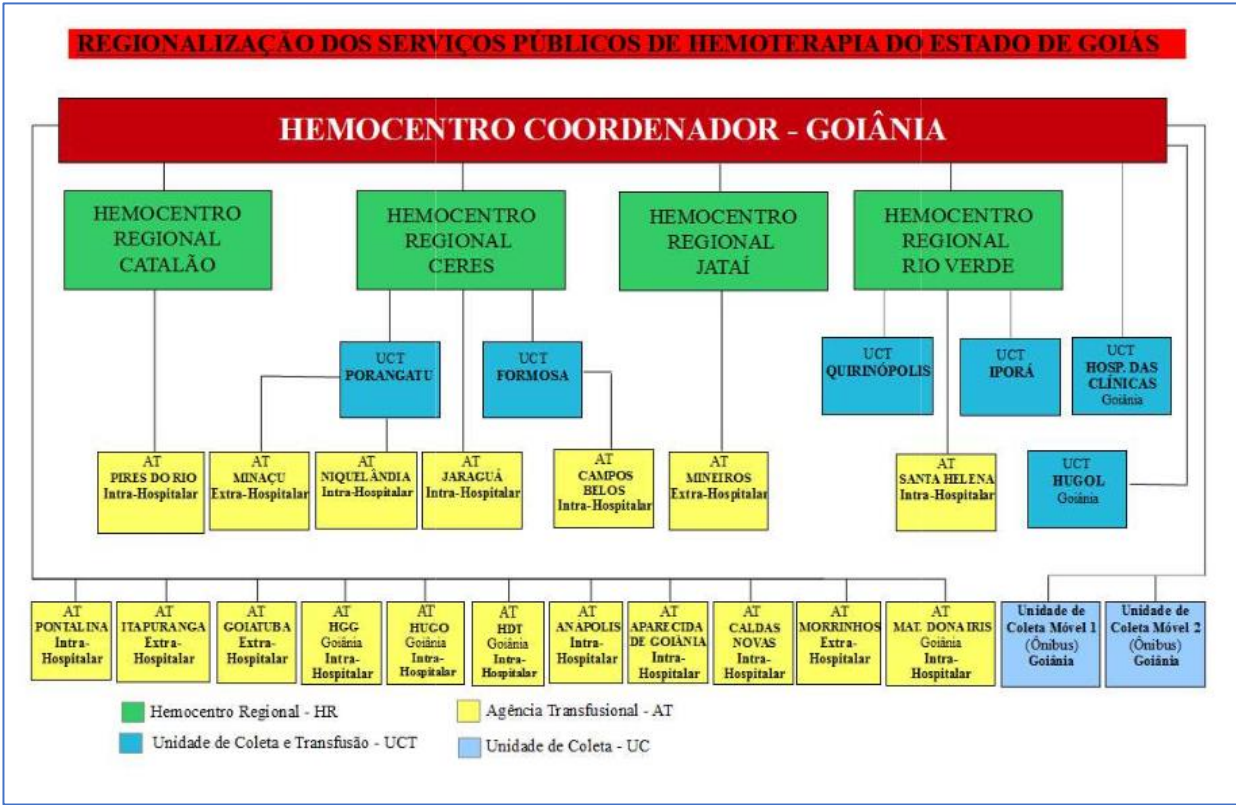 REGIONALIZAÇÃO DOS SERVIÇOS PÚBLICOS DE HEMOTERAPIA DO ESTADO DE GOIÁS
HEMOCENTRO COORDENADOR - GOIÂNIA
HEMOCENTRO
REGIONAL
CATALÃO
HEMOCENTRO
REGIONAL
CERES
HEMOCENTRO
REGIONAL
JATAÍ
HEMOCENTRO
REGIONAL
RIO VERDE
UCT
PORANGATU
UCT
FORMOSA
UCT
QUIRINÓPOLIS
UCT
IPORÁ
UCT
HOSP. DAS
CLÍNICAS
Goiânia
AT
PIRES DO RIO
Intra-Hospitalar
AT
MINAÇU
Extra-Hospitalar
AT
NIQUELÂNDIA
Intra-Hospitalar
AT
JARAGUÁ
Intra-Hospitalar
AT
CAMPOS
BELOS
Intra-Hospitalar
AT
MINEIROS
Extra-Hospitalar
AT
SANTA HELENA
Intra-Hospitalar
UCT
HUGOL
Goiânia
AT
PONTALINA
Intra-
Hospitalar
AT
ITAPURANGA
Extra-
Hospitalar
AT
GOIATUBA
Extra-
Hospitalar
AT
HGG
Goiânia
Intra-
Hospitalar
AT
HUGO
Goiânia
Intra-
Hospitalar
AT
HDT
Goiânia
Intra-
Hospitalar
AT
ANÁPOLIS
Intra-
Hospitalar
AT
APARECIDA
DE GOIÂNIA
Intra-
Hospitalar
AT
CALDAS
NOVAS
Intra-
Hospitalar
AT
MORRINHOS
Extra-
Hospitalar
AT
MAT. DONA IRIS
Goiânia
Intra-
Hospitalar
Unidade de
Coleta Móvel 1
(Ônibus)
Goiânia
Unidade de
Coleta Móvel 2
(Ônibus)
Goiânia
Hemocentro Regional - HR
Agência Transfusional - AT
Unidade de Coleta e Transfusão - UCT
Unidade de Coleta - UC